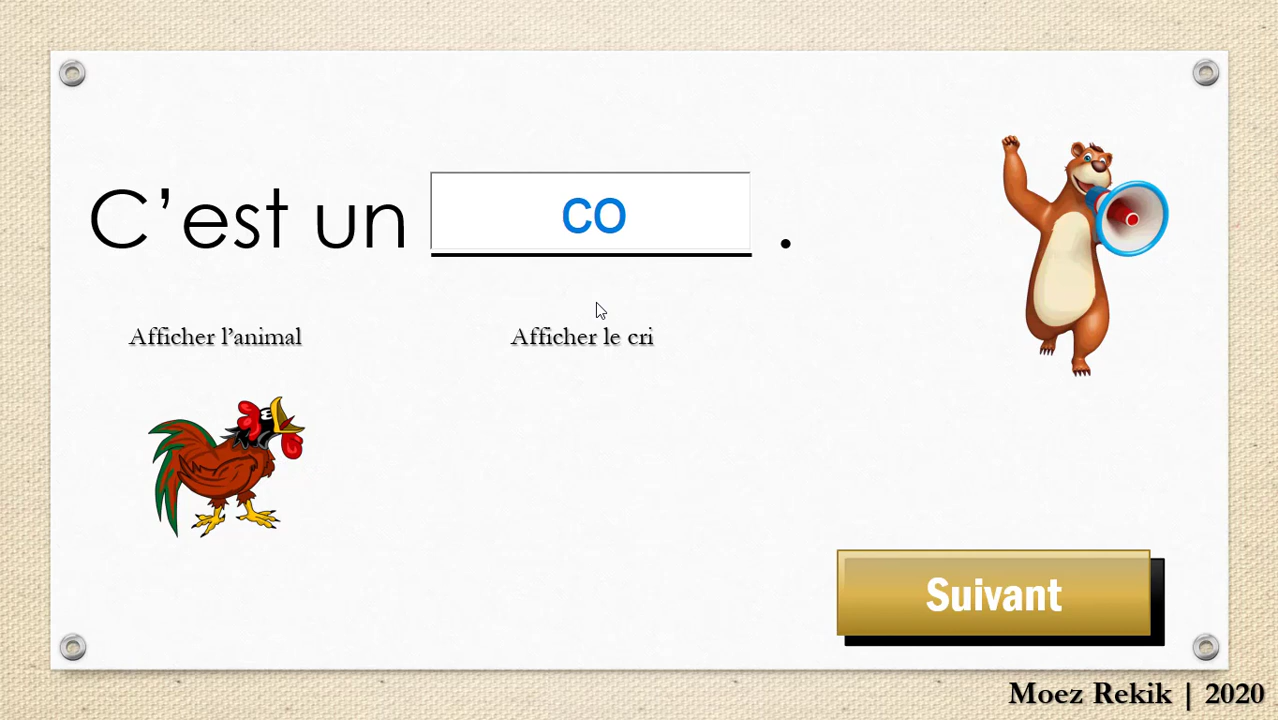 C’est un co .
Afficher l’animal Afficher le cri
Suivant
Moez Rekik | 2020